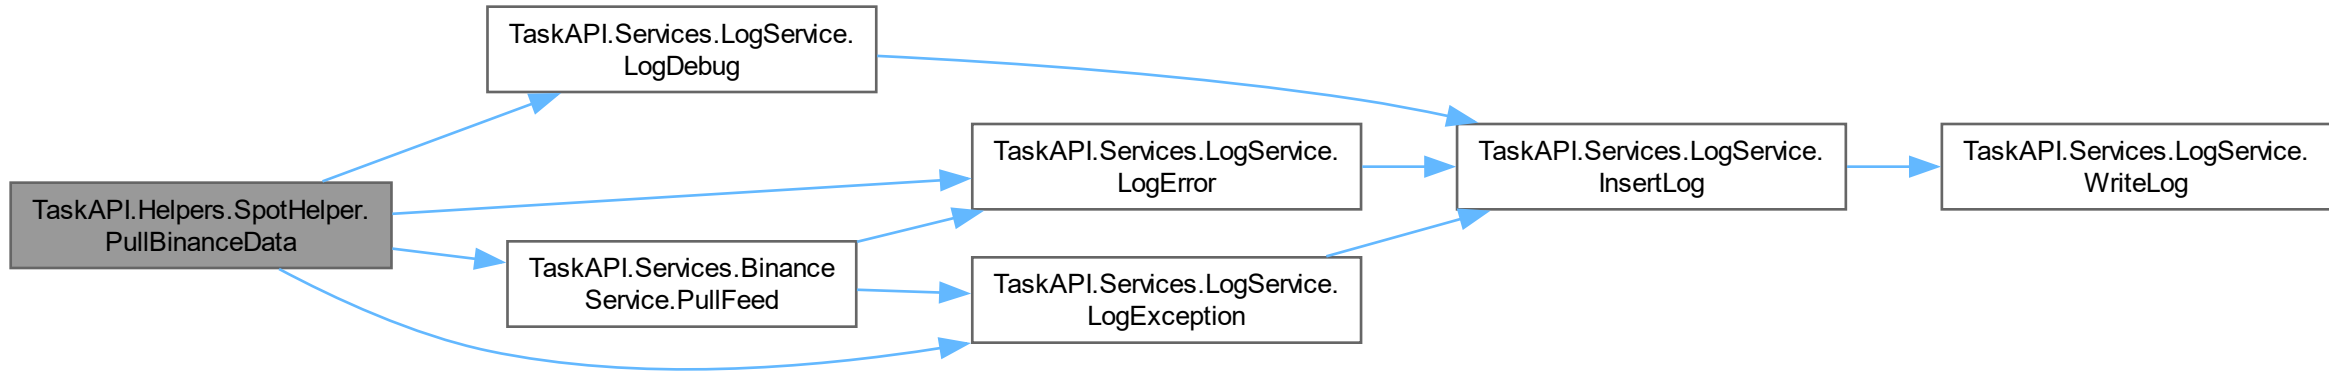 TaskAPI.Helpers.SpotHelper.
PullBinanceData
TaskAPI.Services.LogService.
LogDebug
TaskAPI.Services.Binance
Service.PullFeed
TaskAPI.Services.LogService.
LogError
TaskAPI.Services.LogService.
LogException
TaskAPI.Services.LogService.
InsertLog
TaskAPI.Services.LogService.
WriteLog